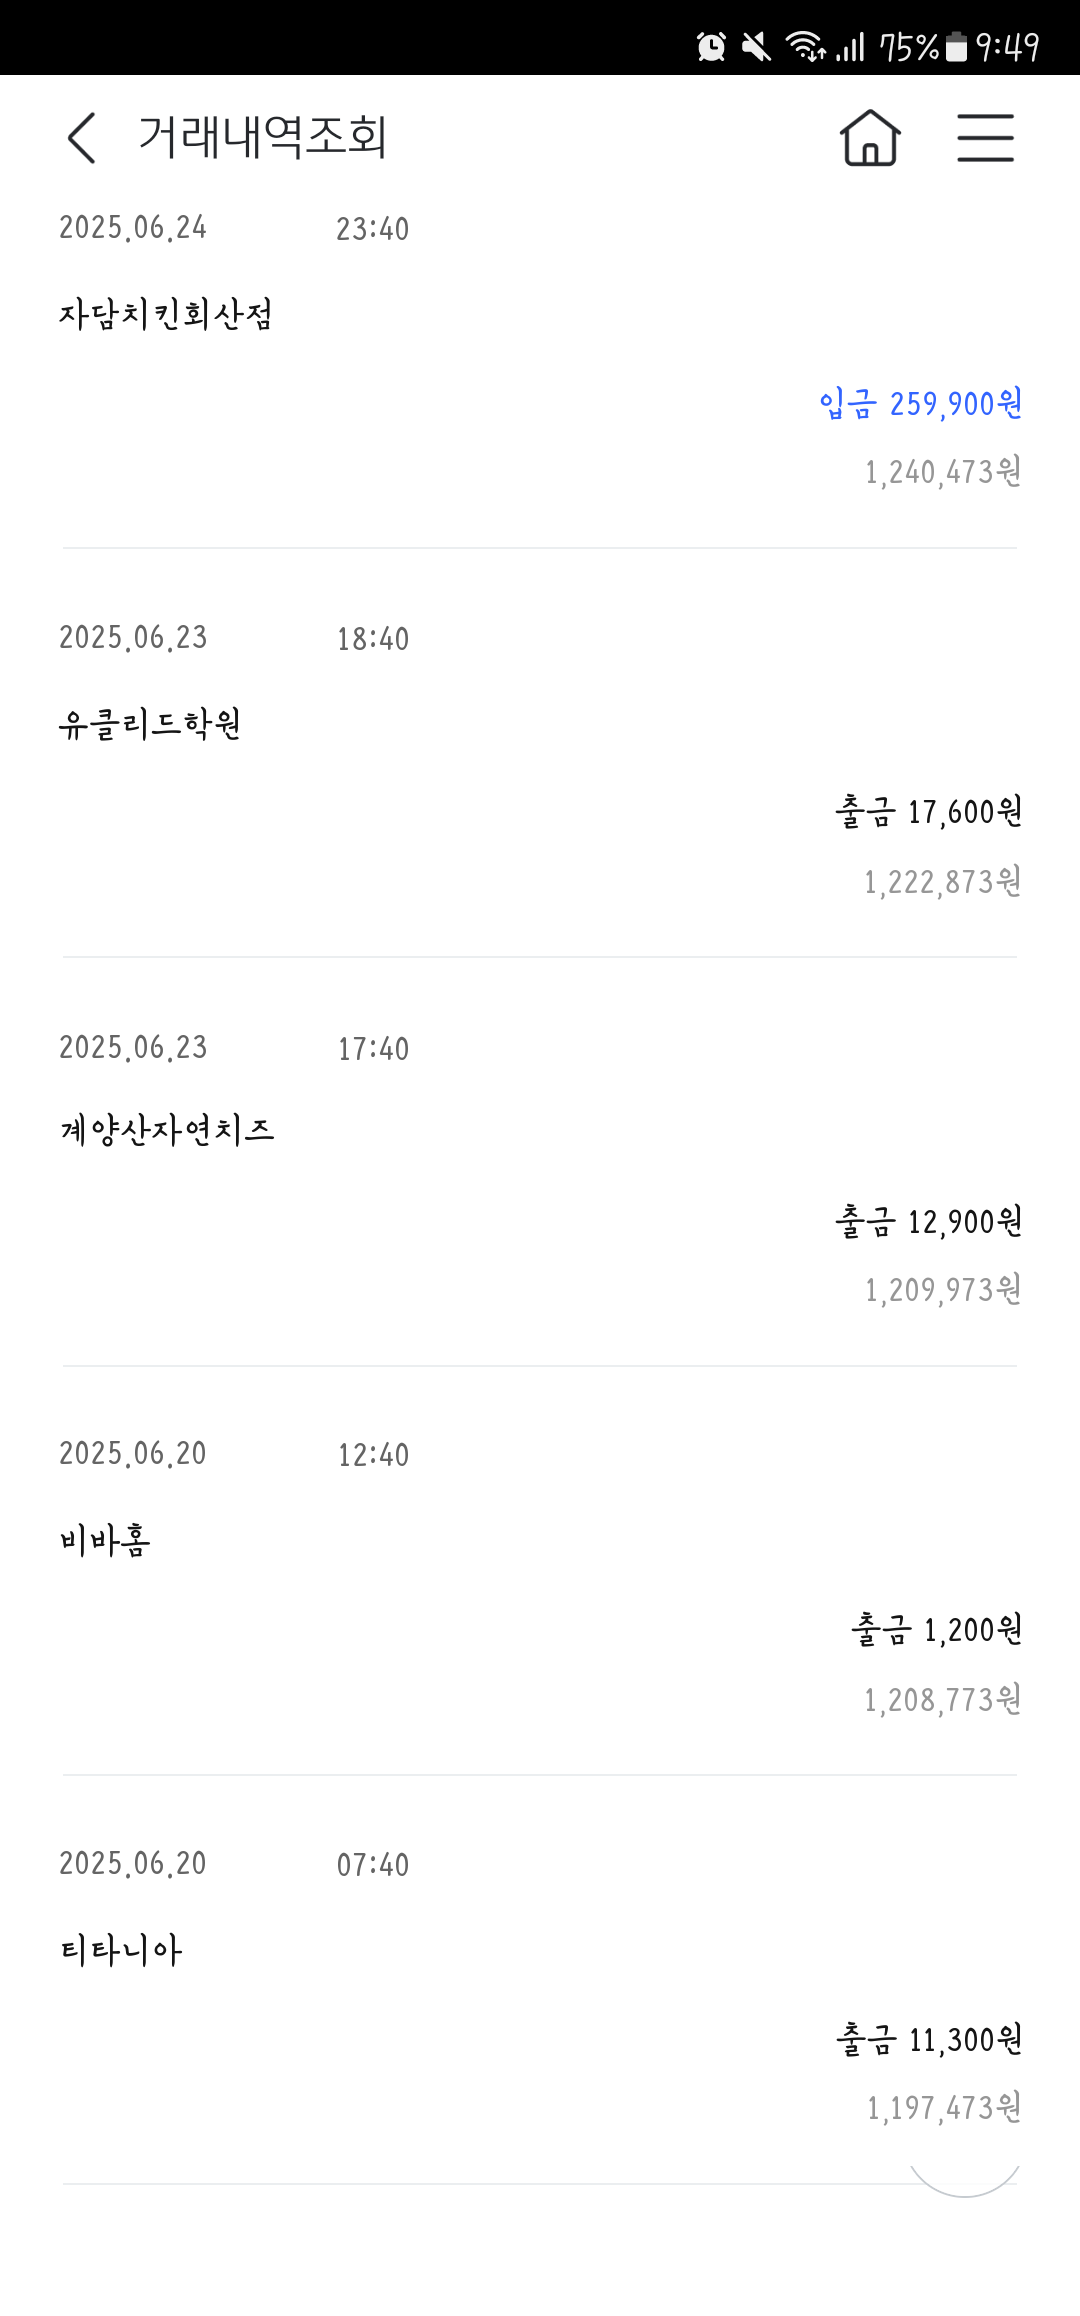 75% 9:49
거래내역조회
2025.06.24 23:40
자담치킨회산점
입금 259,900원
1,240,473원
2025.06.23 18:40
유클리드학원
출금 17,600원
1,222,873원
2025.06.23 17:40
계양산자연치즈
출금 12,900원
1,209,973원
2025.06.20 12:40
비바홈
출금 1,200원
1,208,773원
2025.06.20 07:40
티타니아
출금 11,300원
1,197,473원